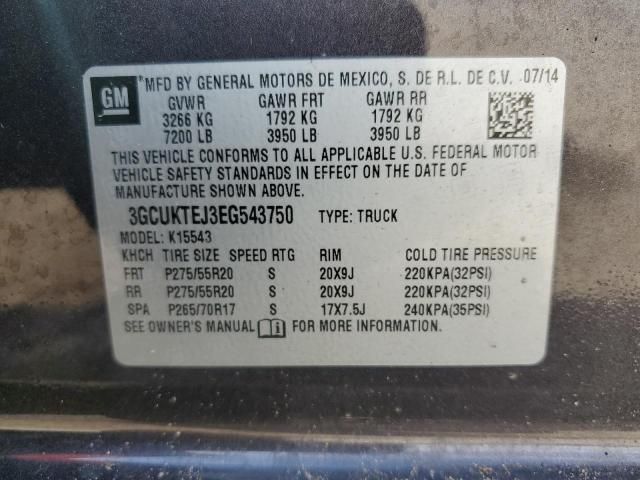 GM
MFD BY GENERAL MOTORS DE MEXICO, S. DE R.L. DE C.V. 07/14
GVWR GAWR FRT GAWR RR
3266 KG 1792 KG 1792 KG
7200 LB 3950 LB 3950 LB
THIS VEHICLE CONFORMS TO ALL APPLICABLE U.S. FEDERAL MOTOR
VEHICLE SAFETY STANDARDS IN EFFECT ON THE DATE OF
MANUFACTURE SHOWN ABOVE.
3GCUKTEJ3EG543750 TYPE: TRUCK
MODEL: K15543
KHCH TIRE SIZE SPEED RTG RIM COLD TIRE PRESSURE
FRT P275/55R20 S 20X9J 220KPA(32PSI)
RR P275/55R20 S 20X9J 220KPA(32PSI)
SPA P265/70R17 S 17X7.5J 240KPA(35PSI)
SEE OWNER'S MANUAL FOR MORE INFORMATION.